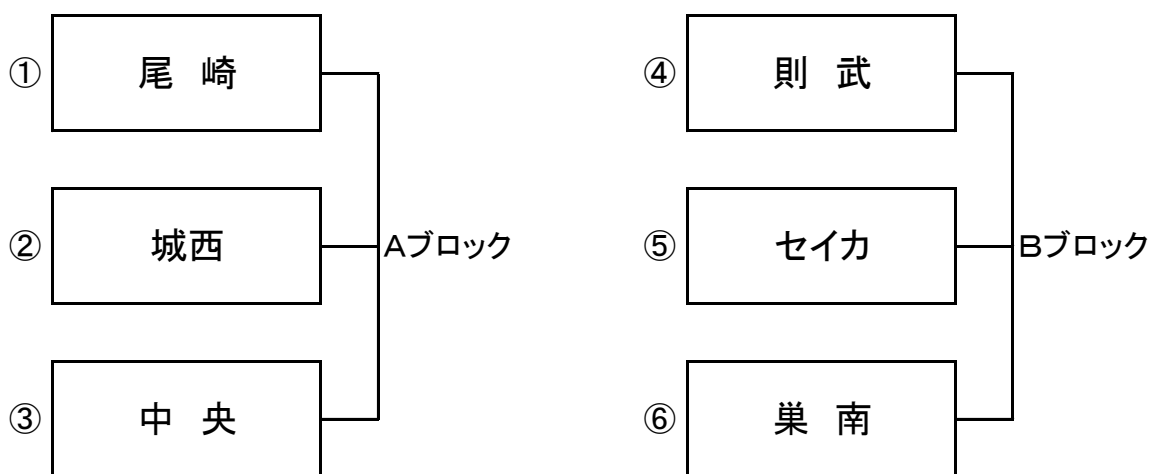 ① 尾　崎
② 城西
③ 中　央
Aブロック
④ 則　武
⑤ セイカ
⑥ 巣　南
Bブロック